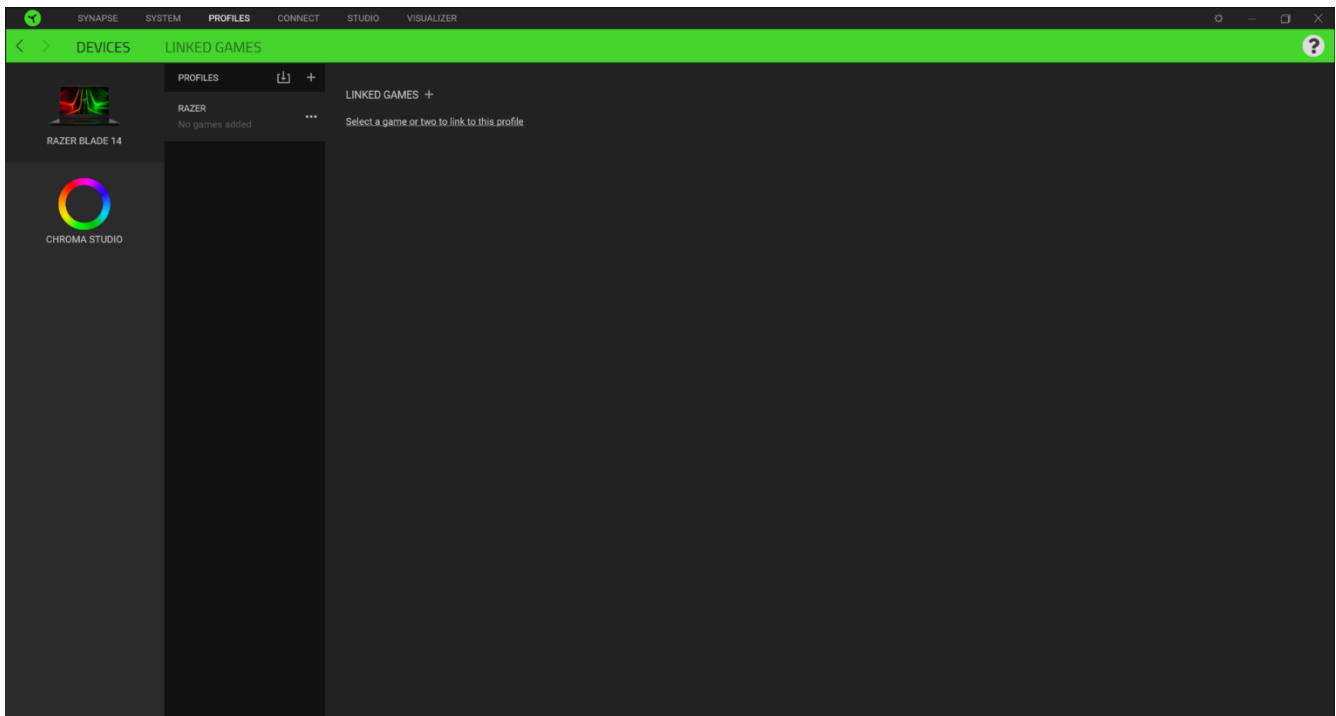 SYNAPSE SYSTEM PROFILES CONNECT STUDIO VISUALIZER
DEVICES LINKED GAMES ?
RAZER BLADE 14
CHROMA STUDIO
PROFILES
RAZER
No games added
LINKED GAMES +
Select a game or two to link to this profile